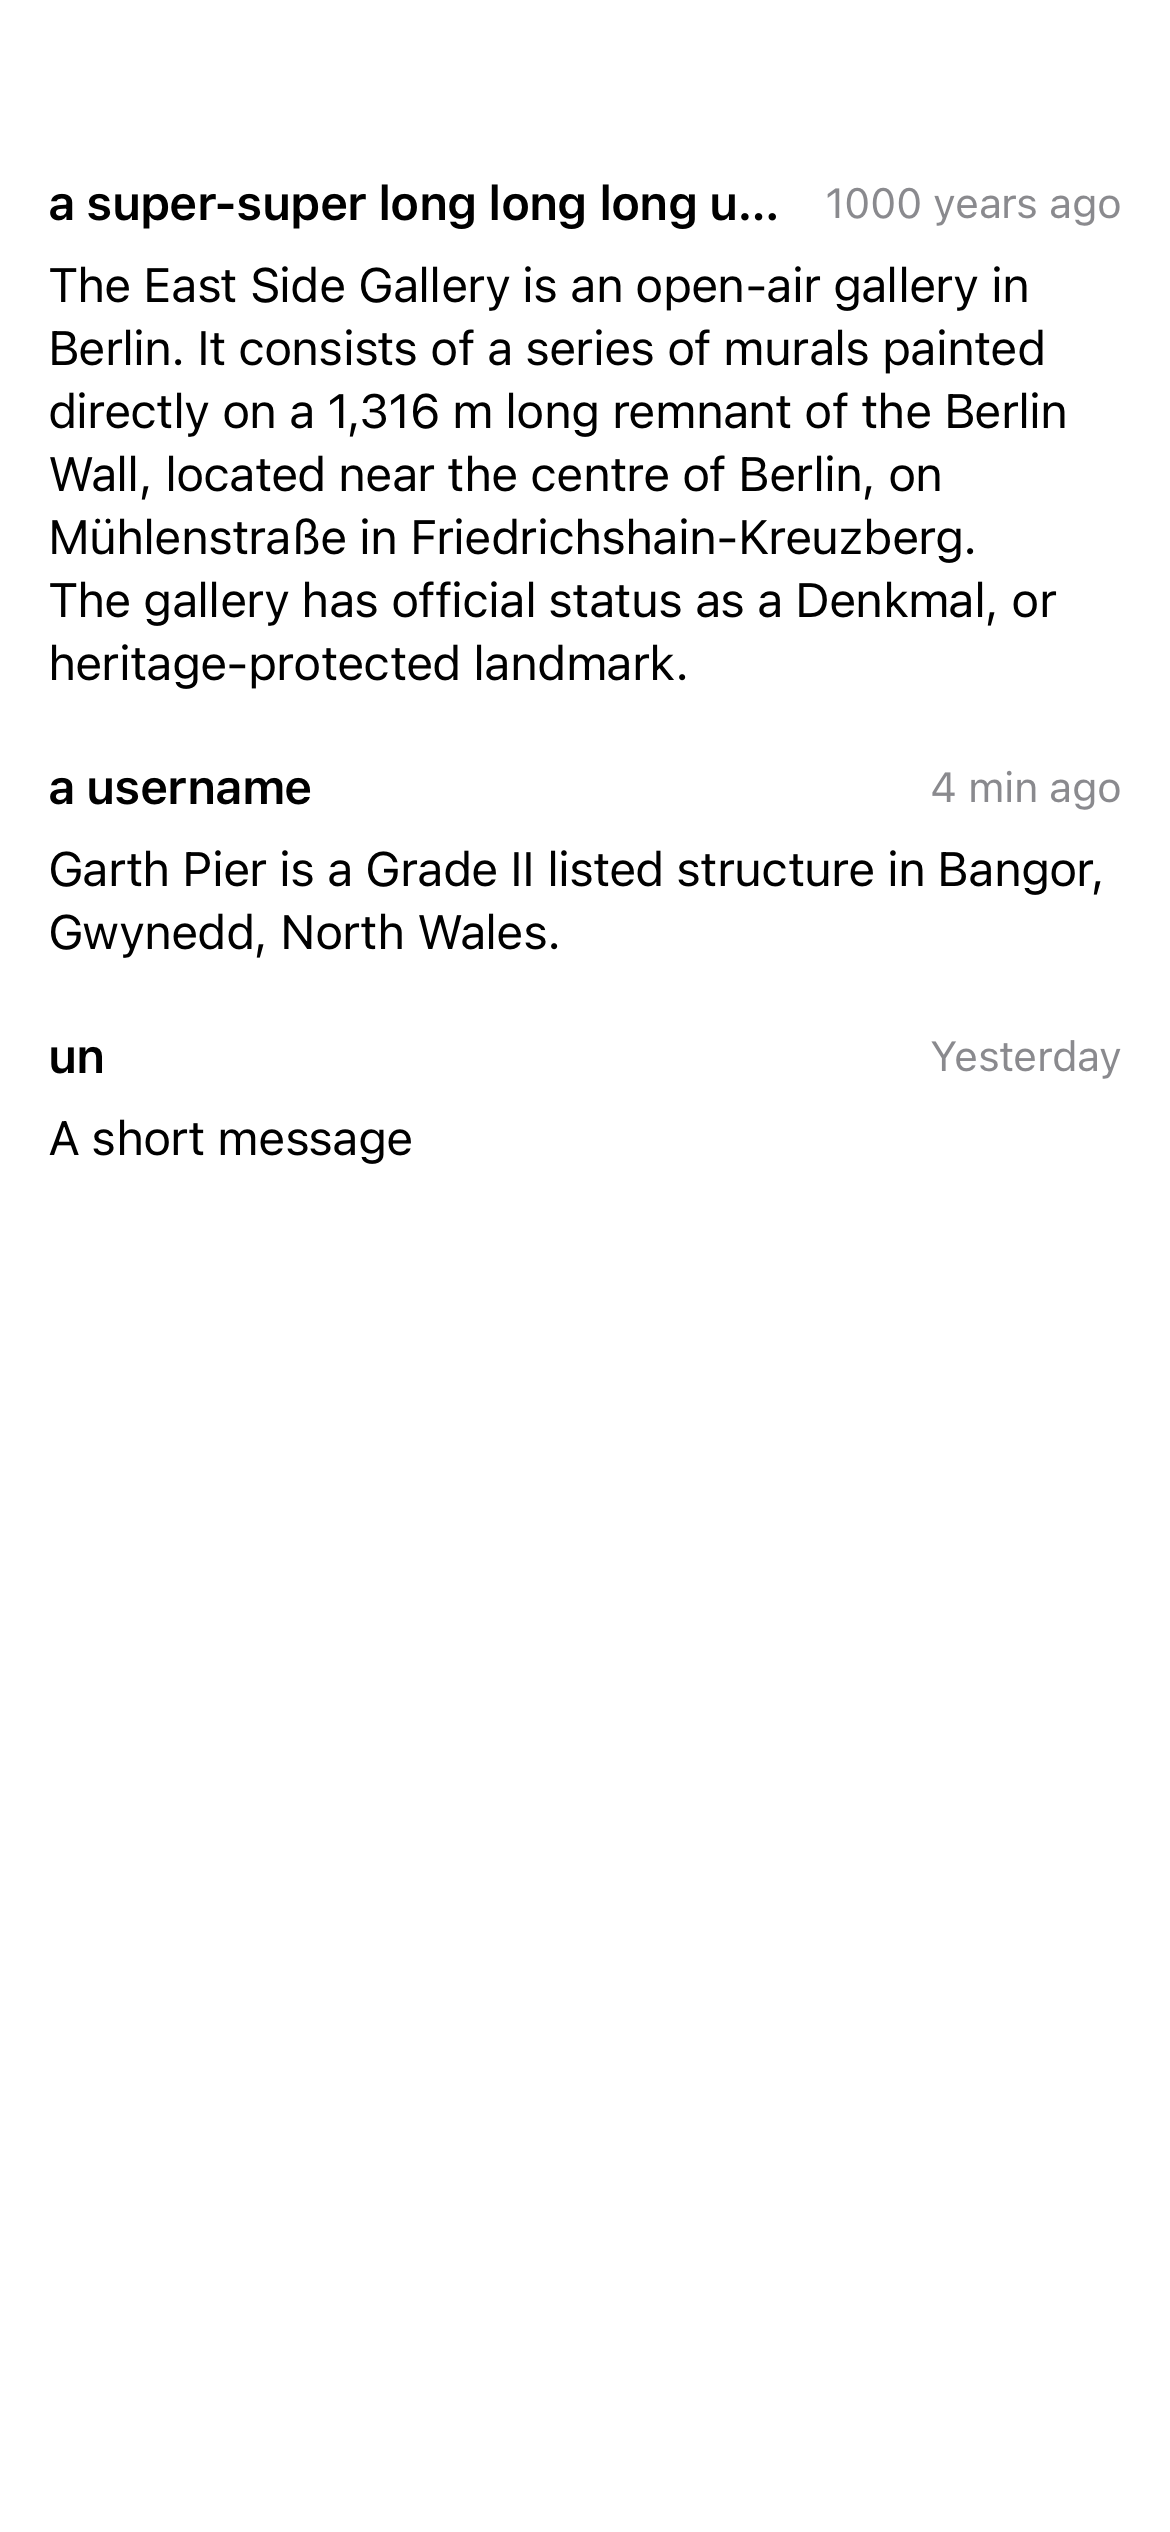 a super-super long long long u... 1000 years ago
The East Side Gallery is an open-air gallery in
Berlin. It consists of a series of murals painted
directly on a 1,316 m long remnant of the Berlin
Wall, located near the centre of Berlin, on
Mühlenstraße in Friedrichshain-Kreuzberg.
The gallery has official status as a Denkmal, or
heritage-protected landmark.
a username 4 min ago
Garth Pier is a Grade II listed structure in Bangor,
Gwynedd, North Wales.
un Yesterday
A short message